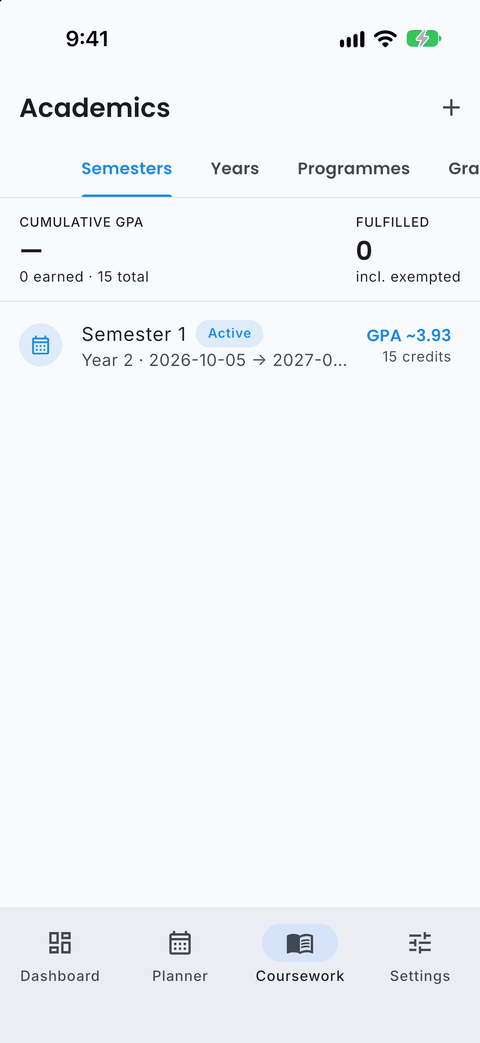 9:41
Academics
Semesters Years Programmes Gra
CUMULATIVE GPA
—
0 earned · 15 total
FULFILLED
0
incl. exempted
Semester 1 Active
Year 2 · 2026-10-05 → 2027-0...
GPA ~3.93
15 credits
Dashboard Planner Coursework Settings